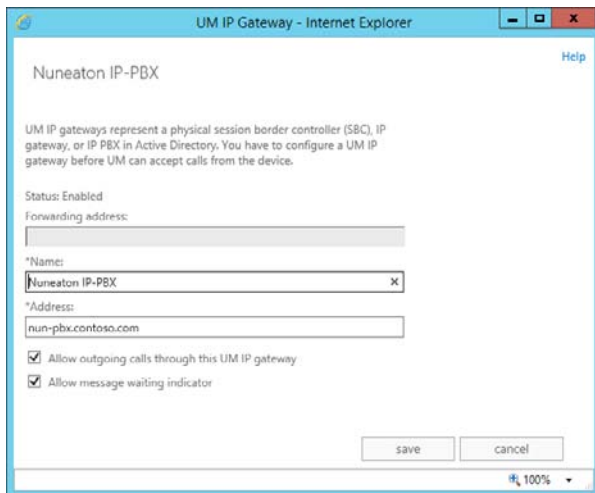 UM IP Gateway - Internet Explorer
Help
Nuneaton IP-PBX
UM IP gateways represent a physical session border controller (SBC), IP
gateway, or IP PBX in Active Directory. You have to configure a UM IP
gateway before UM can accept calls from the device.
Status: Enabled
Forwarding address:
*Name:
Nuneaton IP-PBX
*Address:
nun-pbx.contoso.com
Allow outgoing calls through this UM IP gateway
Allow message waiting indicator
save cancel
100%